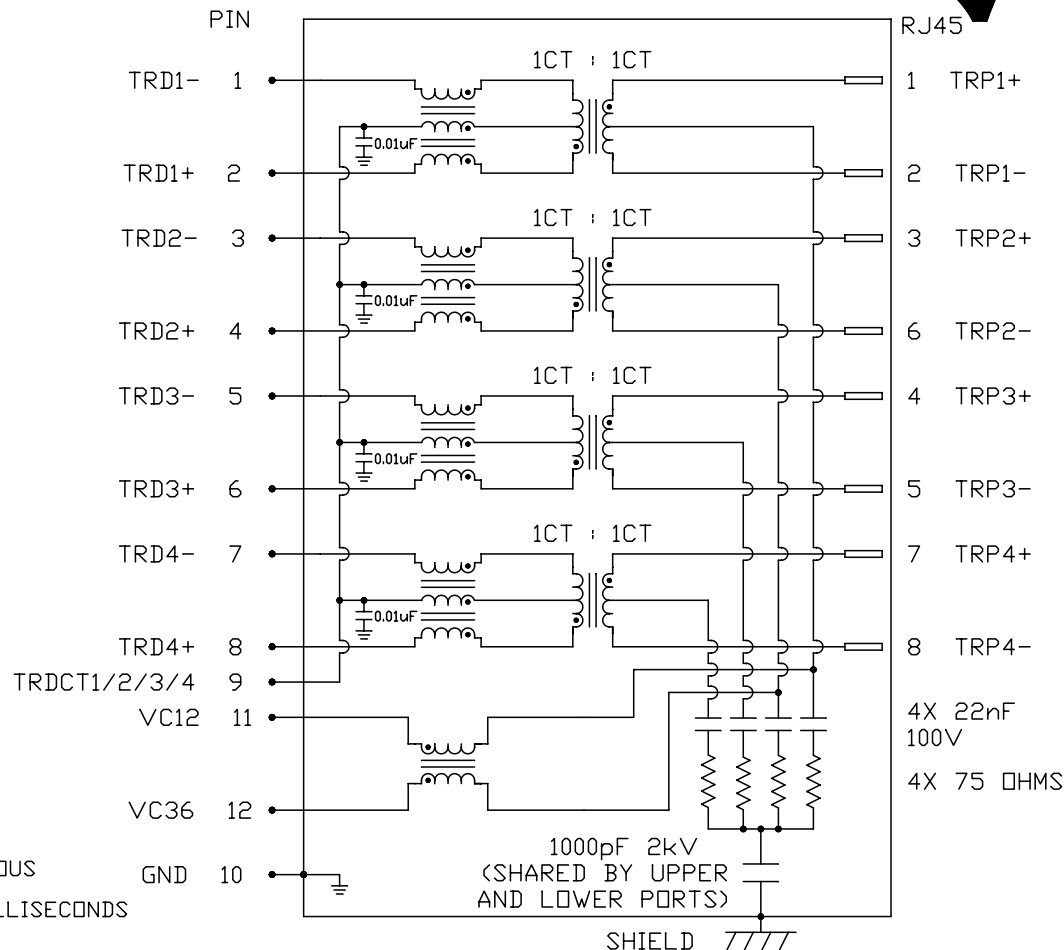 PIN
RJ45
1CT : 1CT
TRD1- 1
1 TRP1+
0.01uF
TRD1+ 2
2 TRP1-
1CT : 1CT
TRD2- 3
3 TRP2+
0.01uF
TRD2+ 4
6 TRP2-
1CT : 1CT
TRD3- 5
4 TRP3+
0.01uF
TRD3+ 6
5 TRP3-
1CT : 1CT
TRD4- 7
7 TRP4+
0.01uF
TRD4+ 8
8 TRP4-
TRDCT1/2/3/4 9
VC12 11
4X 22nF
100V
4X 75 OHMS
VC36 12
1000pF 2kV
(SHARED BY UPPER
AND LOWER PORTS)
OUS
GND 10
LLISECONDS
SHIELD